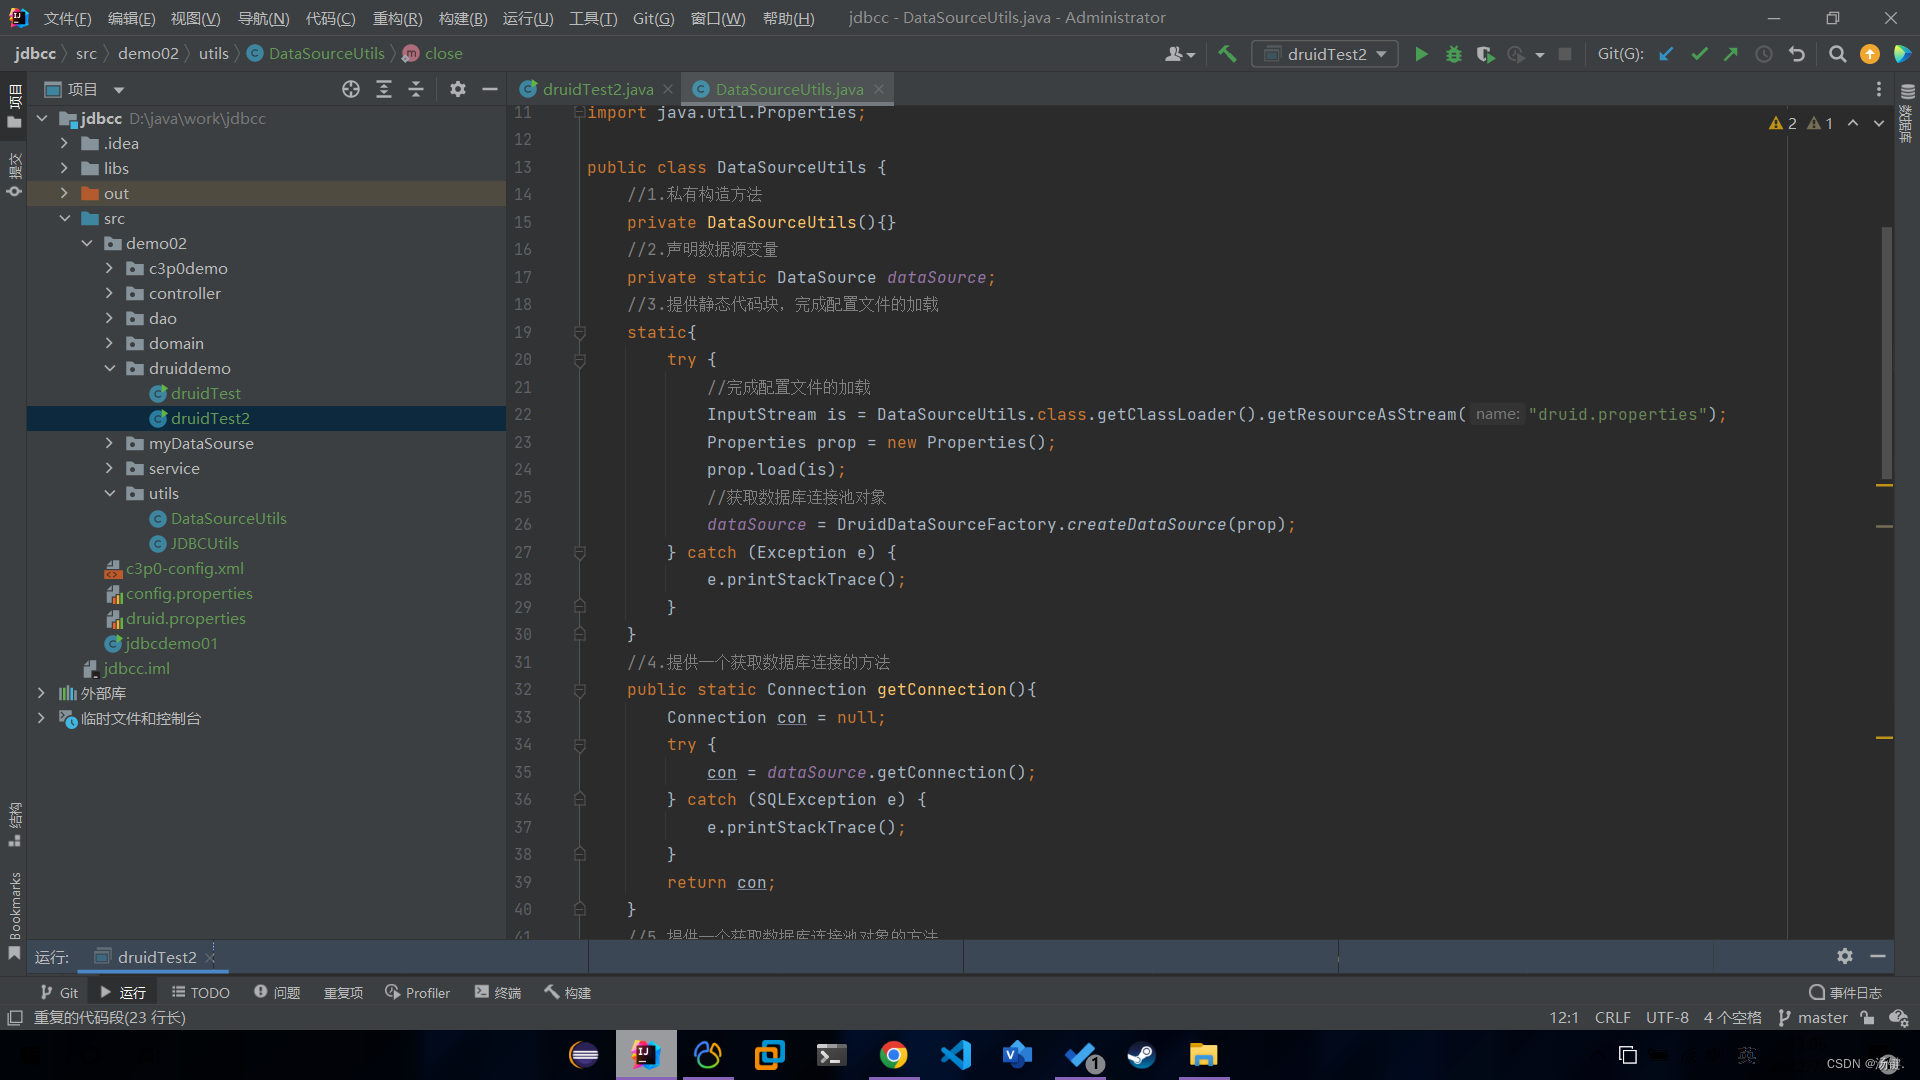 文件(F) 编辑(E) 视图(V) 导航(N) 代码(C) 重构(R) 构建(B) 运行(U) 工具(T) Git(G) 窗口(W) 帮助(H) jdbcc - DataSourceUtils.java - Administrator
jdbcc src demo02 utils DataSourceUtils close druidTest2 Git(G):
项目
druidTest2.java DataSourceUtils.java
项目
提交
结构
Bookmarks
数据库
jdbcc D:\java\work\jdbcc
.idea
libs
out
src
demo02
c3p0demo
controller
dao
domain
druiddemo
druidTest
druidTest2
myDataSourse
service
utils
DataSourceUtils
JDBCUtils
c3p0-config.xml
config.properties
druid.properties
jdbcdemo01
jdbcc.iml
外部库
临时文件和控制台
2 1
11 import java.util.Properties;
12
13 public class DataSourceUtils {
14 //1.私有构造方法
15 private DataSourceUtils(){}
16 //2.声明数据源变量
17 private static DataSource dataSource;
18 //3.提供静态代码块，完成配置文件的加载
19 static{
20 try {
21 //完成配置文件的加载
22 InputStream is = DataSourceUtils.class.getClassLoader().getResourceAsStream( name: "druid.properties");
23 Properties prop = new Properties();
24 prop.load(is);
25 //获取数据库连接池对象
26 dataSource = DruidDataSourceFactory.createDataSource(prop);
27 } catch (Exception e) {
28 e.printStackTrace();
29 }
30 }
31 //4.提供一个获取数据库连接的方法
32 public static Connection getConnection(){
33 Connection con = null;
34 try {
35 con = dataSource.getConnection();
36 } catch (SQLException e) {
37 e.printStackTrace();
38 }
39 return con;
40 }
41 //5.提供一个获取数据库连接池对象的方法
运行: druidTest2
Git 运行 TODO 问题 重复项 Profiler 终端 构建 事件日志
重复的代码段(23 行长) 12:1 CRLF UTF-8 4 个空格 master
1 英
CSDN @汤键.